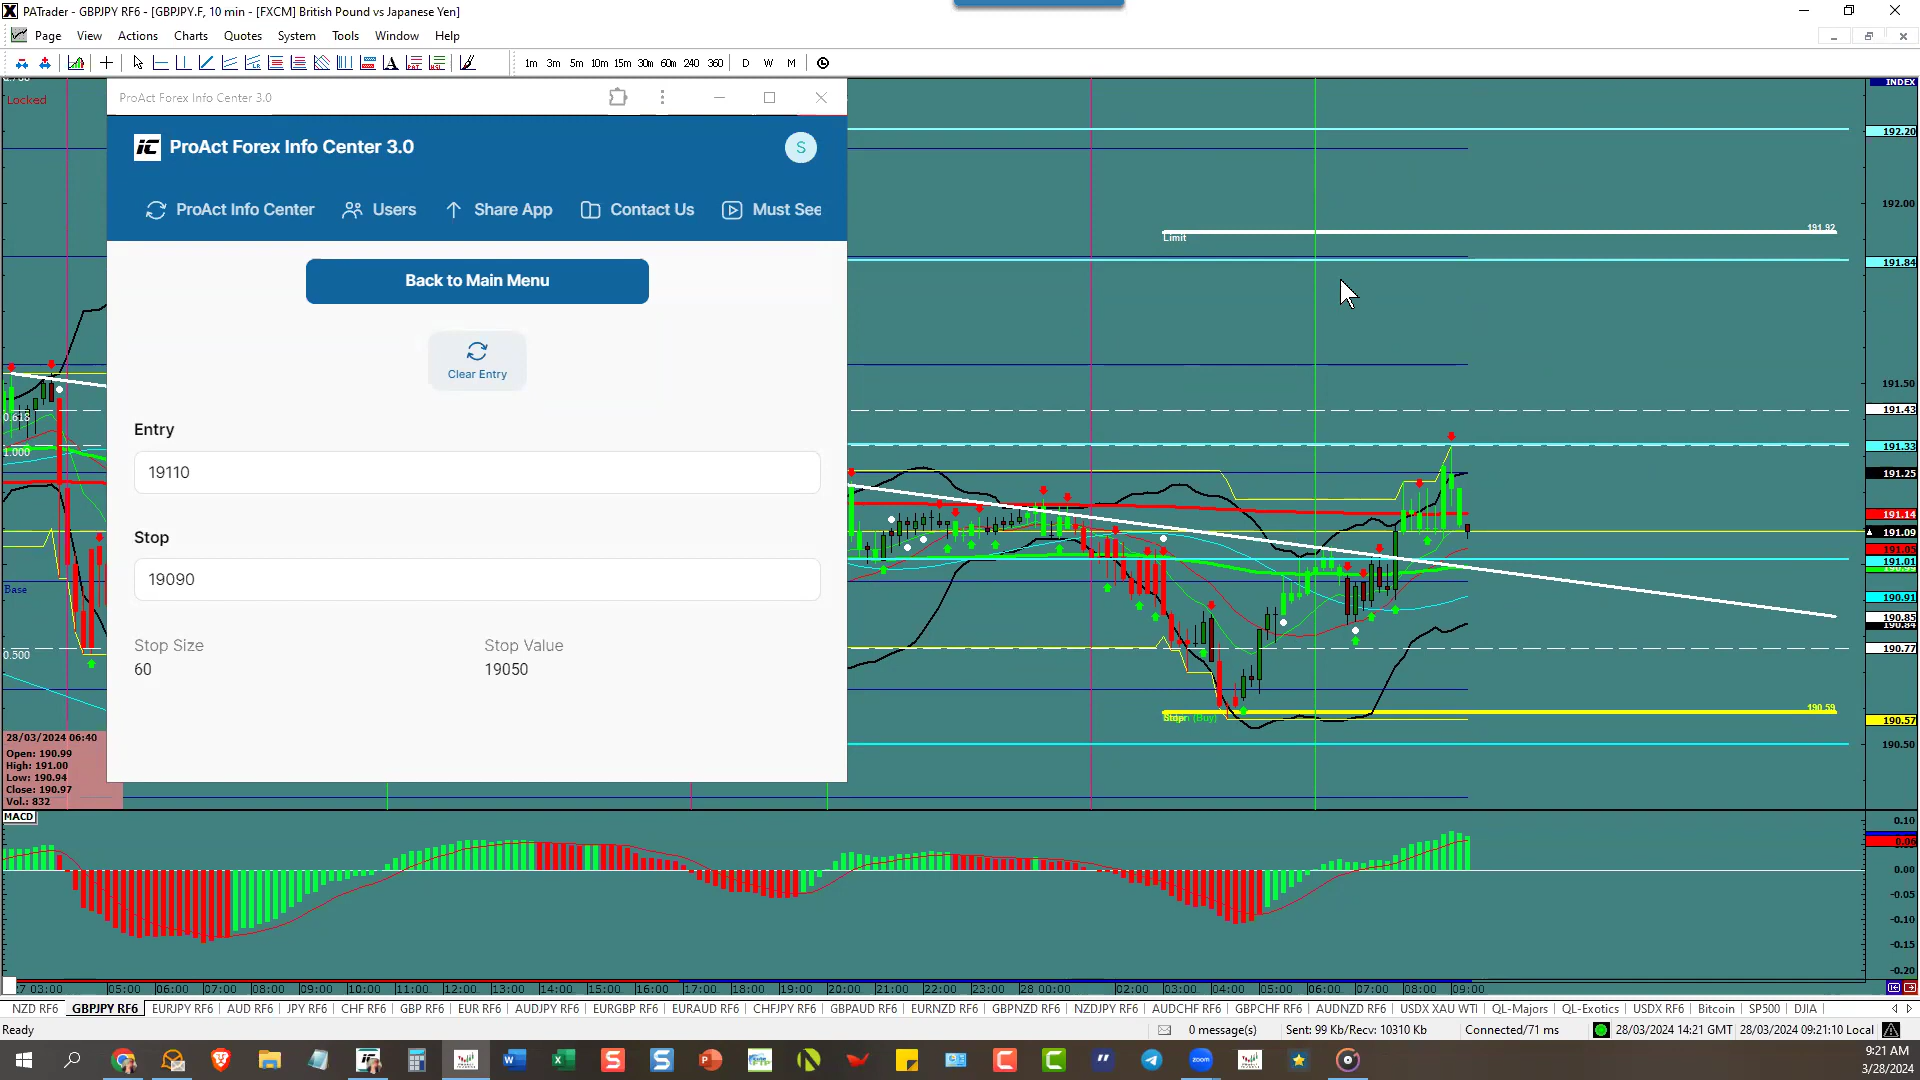 PATrader - GBPJPY RF6 - [GBPJPY.F, 10 min - [FXCM] British Pound vs Japanese Yen]
Page View Actions Charts Quotes System Tools Window Help
1m 3m 5m 10m 15m 30m 60m 240 360 D W M
Locked
ProAct Forex Info Center 3.0
iC ProAct Forex Info Center 3.0
S
ProAct Info Center Users Share App Contact Us Must See
Back to Main Menu
Clear Entry
Entry
19110
Stop
19090
Stop Size
60
Stop Value
19050
0.618
1.000
Base
0.500
28/03/2024 06:40
Open: 190.99
High: 191.00
Low: 190.94
Close: 190.97
Vol.: 832
Limit
191.92
190.59
INDEX
192.20
192.00
191.84
191.50
191.43
191.33
191.25
191.14
191.09
191.05
191.01
190.91
190.85
190.84
190.77
190.57
190.50
MACD
0.10
0.06
0.00
-0.05
-0.10
-0.15
-0.20
27 03:00 05:00 06:00 07:00 08:00 09:00 10:00 11:00 12:00 13:00 14:00 15:00 16:00 17:00 18:00 19:00 20:00 21:00 22:00 23:00 28 00:00 02:00 03:00 04:00 05:00 06:00 07:00 08:00 09:00
NZD RF6 GBPJPY RF6 EURJPY RF6 AUD RF6 JPY RF6 CHF RF6 GBP RF6 EUR RF6 AUDJPY RF6 EURGBP RF6 EURAUD RF6 CHFJPY RF6 GBPAUD RF6 EURNZD RF6 GBPNZD RF6 NZDJPY RF6 AUDCHF RF6 GBPCHF RF6 AUDNZD RF6 USDX XAU WTI QL-Majors QL-Exotics USDX RF6 Bitcoin SP500 DJIA
Ready
0 message(s) Sent: 99 Kb/Recv: 10310 Kb Connected/71 ms 28/03/2024 14:21 GMT 28/03/2024 09:21:10 Local
9:21 AM
3/28/2024